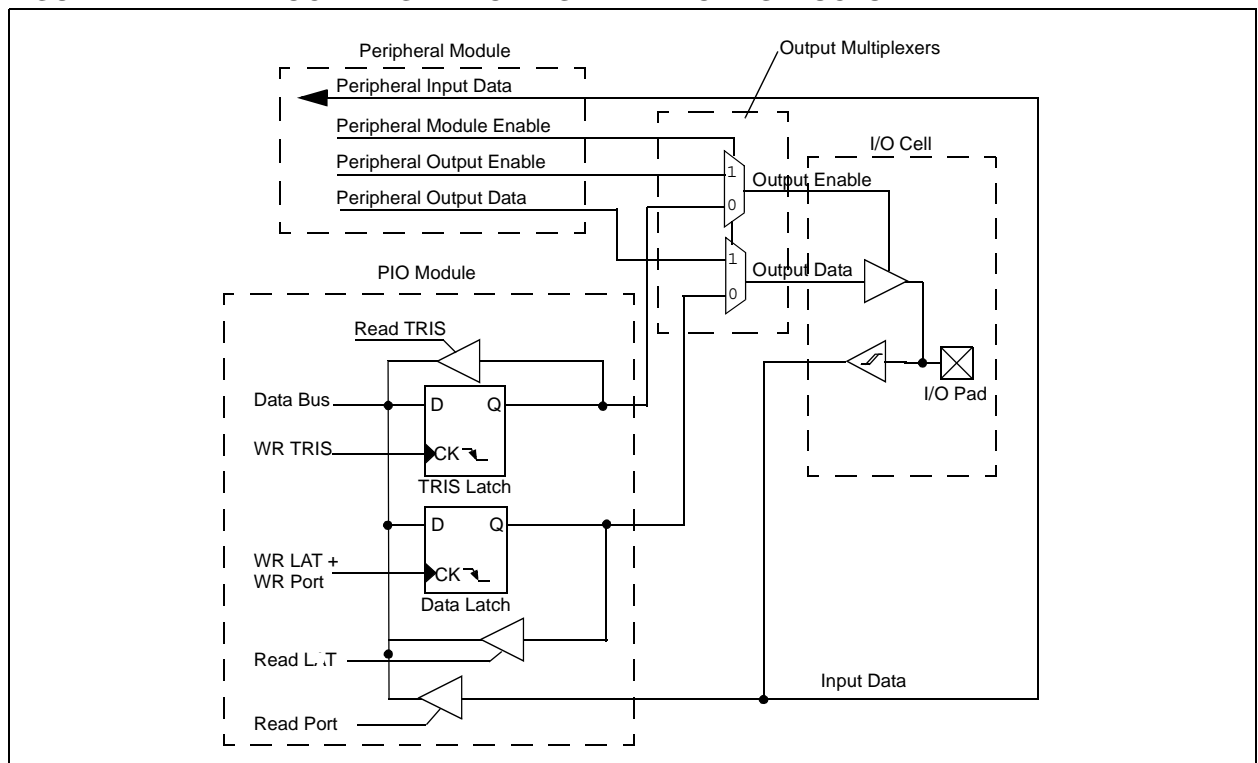 Peripheral Module
Output Multiplexers
Peripheral Input Data
Peripheral Module Enable
Peripheral Output Enable
Peripheral Output Data
1
0
Output Enable
1
0
Output Data
I/O Cell
I/O Pad
PIO Module
Read TRIS
Data Bus
D Q
WR TRIS
CK
TRIS Latch
D Q
WR LAT +
WR Port
CK
Data Latch
Read LAT
Read Port
Input Data